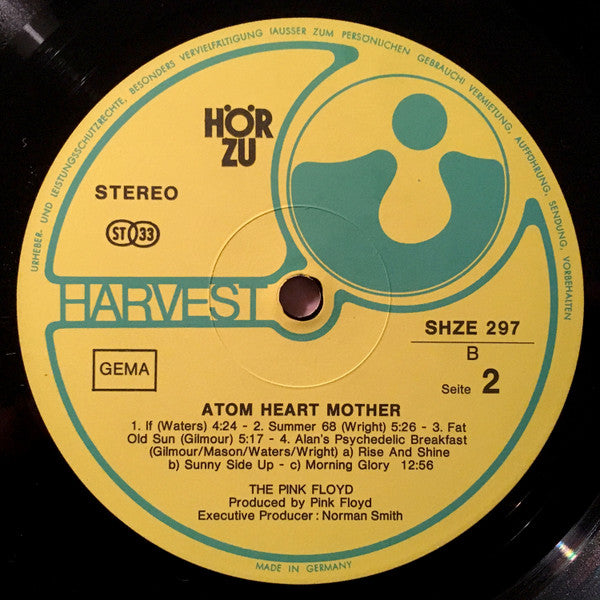 URHEBER- UND LEISTUNGSSCHUTZRECHTE, BESONDERS VERVIELFÄLTIGUNG (AUSSER ZUM PERSÖNLICHEN GEBRAUCH) VERMIETUNG, AUFFÜHRUNG, SENDUNG, VORBEHALTEN
HÖR
ZU
STEREO
ST 33
HARVEST
SHZE 297
B
GEMA
Seite 2
ATOM HEART MOTHER
1. If (Waters) 4:24 - 2. Summer 68 (Wright) 5:26 - 3. Fat
Old Sun (Gilmour) 5:17 - 4. Alan's Psychedelic Breakfast
(Gilmour/Mason/Waters/Wright) a) Rise And Shine
b) Sunny Side Up - c) Morning Glory 12:56
THE PINK FLOYD
Produced by Pink Floyd
Executive Producer: Norman Smith
MADE IN GERMANY